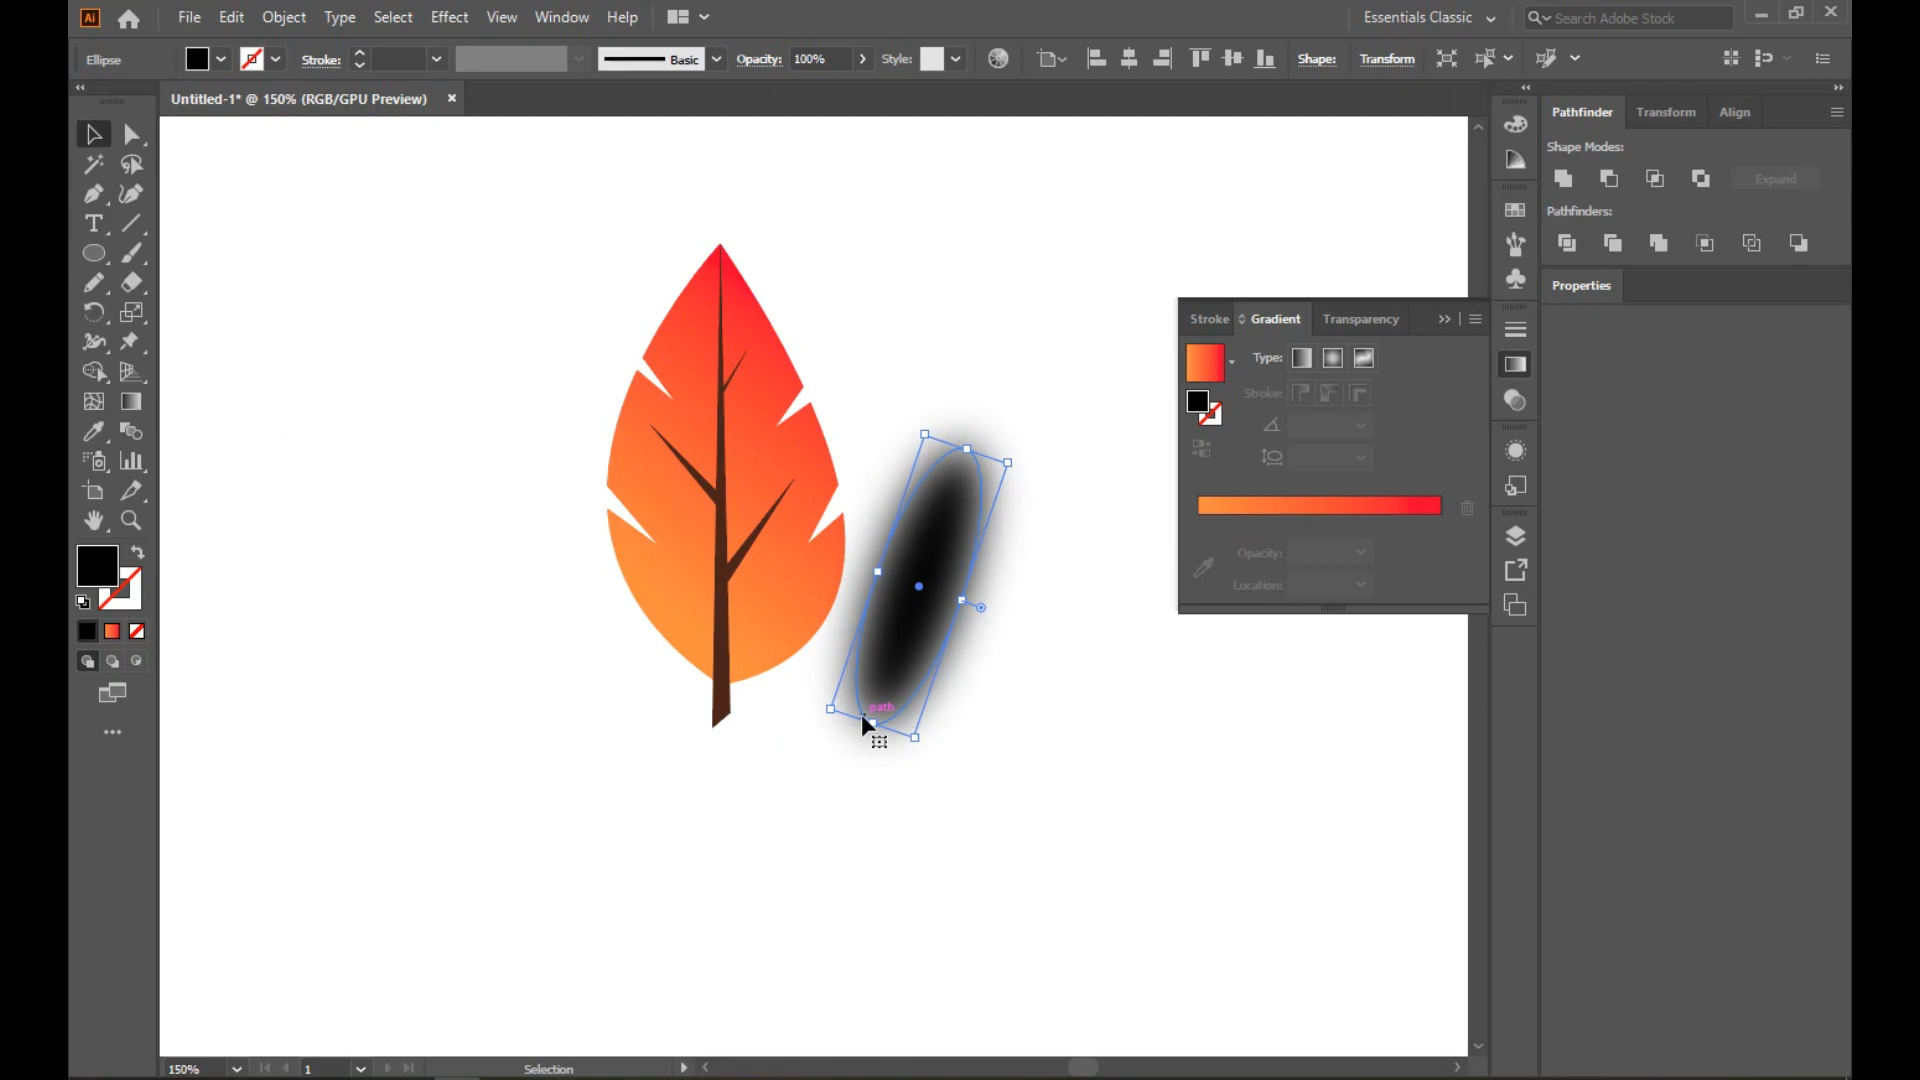 Ai File Edit Object Type Select Effect View Window Help Essentials Classic Search Adobe Stock
Ellipse Stroke: Basic Opacity: 100% Style: Shape: Transform
Untitled-1* @ 150% (RGB/GPU Preview)
Pathfinder Transform Align
Shape Modes:
Expand
Pathfinders:
Properties
Stroke Gradient Transparency
Type:
Stroke:
Opacity:
Location:
path
150% 1 Selection